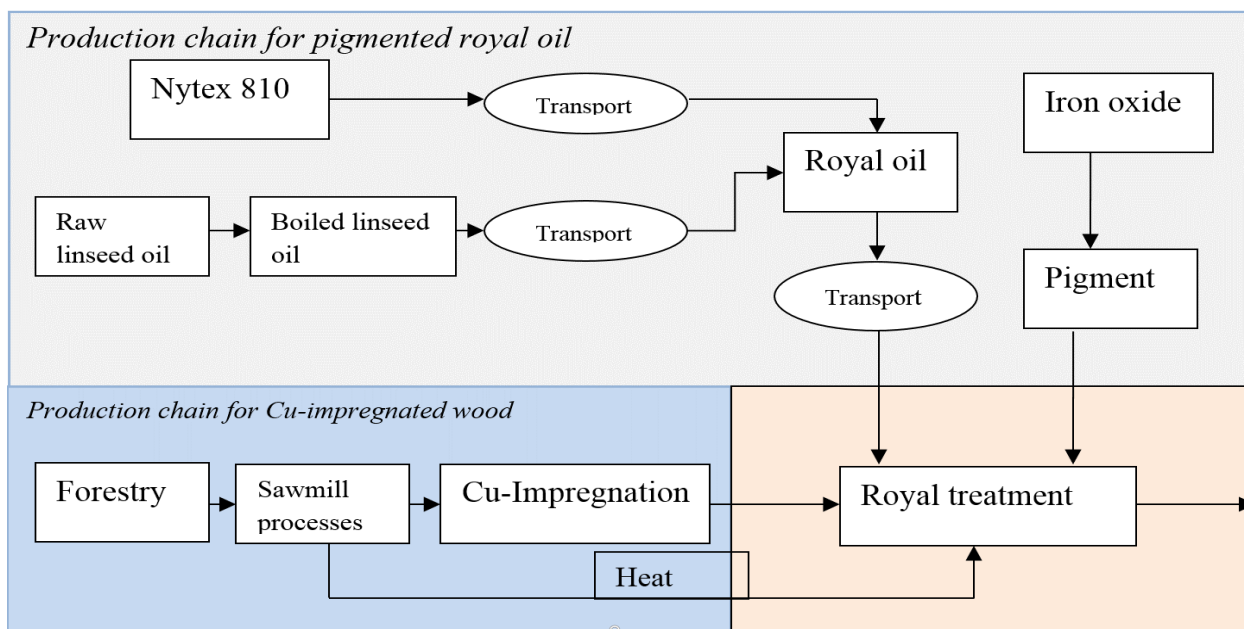 Production chain for pigmented royal oil
Nytex 810
Transport
Iron oxide
Royal oil
Raw
linseed oil
Boiled linseed
oil
Transport
Transport
Pigment
Production chain for Cu-impregnated wood
Forestry
Sawmill
processes
Cu-Impregnation
Royal treatment
Heat